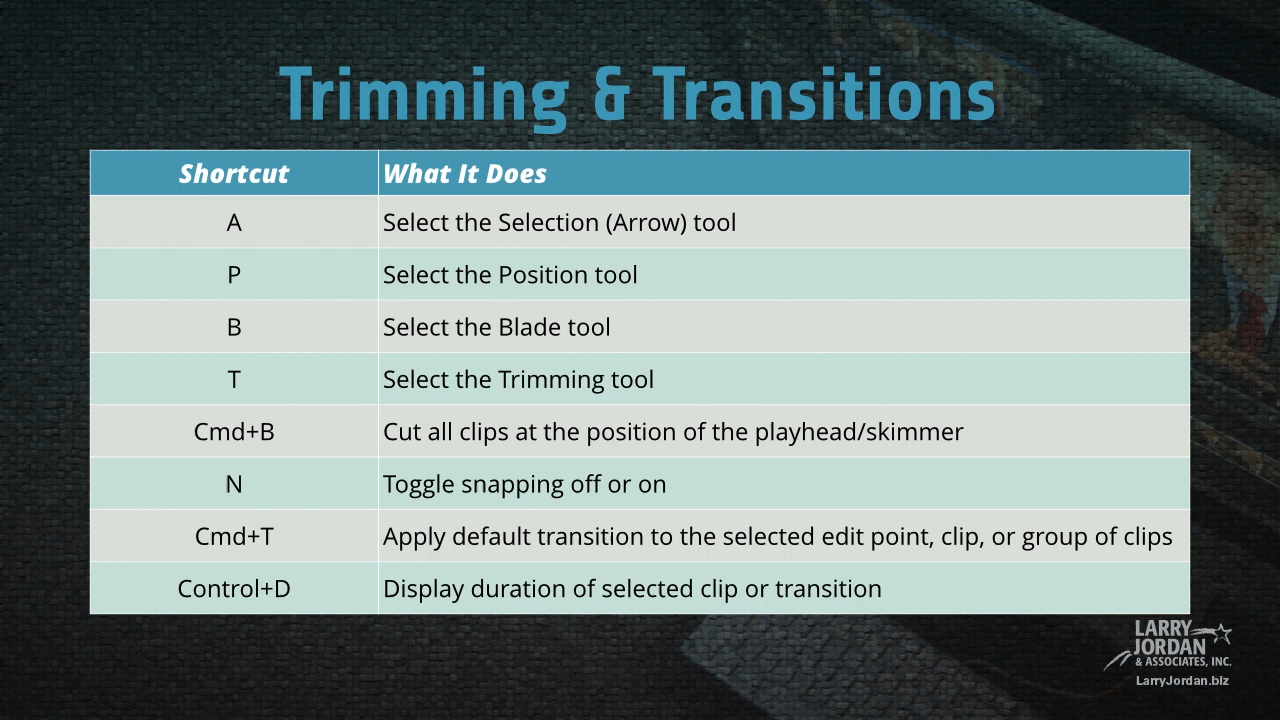 Trimming & Transitions
Shortcut What It Does
A Select the Selection (Arrow) tool
P Select the Position tool
B Select the Blade tool
T Select the Trimming tool
Cmd+B Cut all clips at the position of the playhead/skimmer
N Toggle snapping off or on
Cmd+T Apply default transition to the selected edit point, clip, or group of clips
Control+D Display duration of selected clip or transition
LARRY
JORDAN
& ASSOCIATES, INC.
LarryJordan.biz